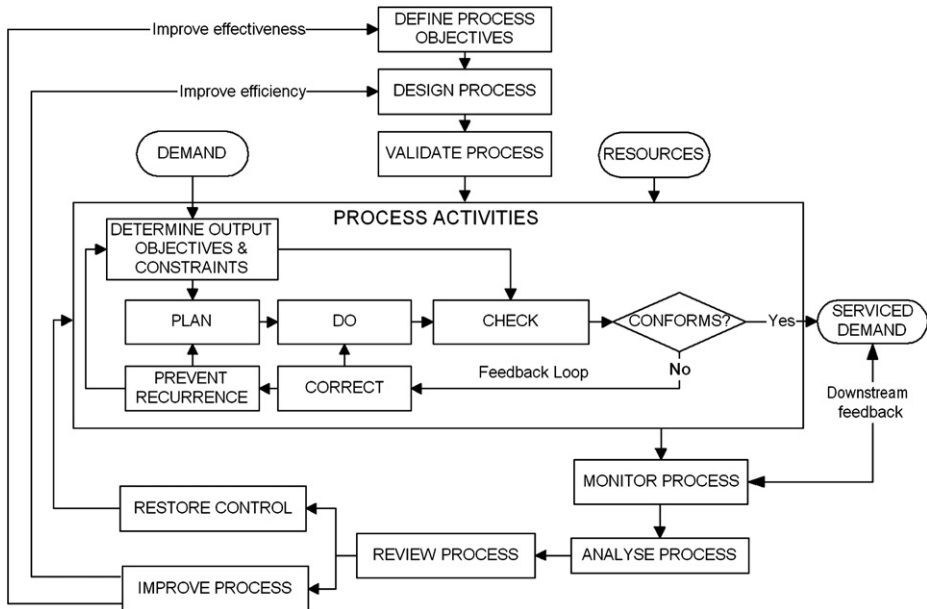 DEFINE PROCESS
OBJECTIVES
Improve effectiveness
DESIGN PROCESS
Improve efficiency
VALIDATE PROCESS
DEMAND
RESOURCES
PROCESS ACTIVITIES
DETERMINE OUTPUT
OBJECTIVES &
CONSTRAINTS
PLAN
DO
CHECK
CONFORMS?
Yes
SERVICED
DEMAND
PREVENT
RECURRENCE
CORRECT
Feedback Loop
No
Downstream
feedback
MONITOR PROCESS
RESTORE CONTROL
REVIEW PROCESS
ANALYSE PROCESS
IMPROVE PROCESS